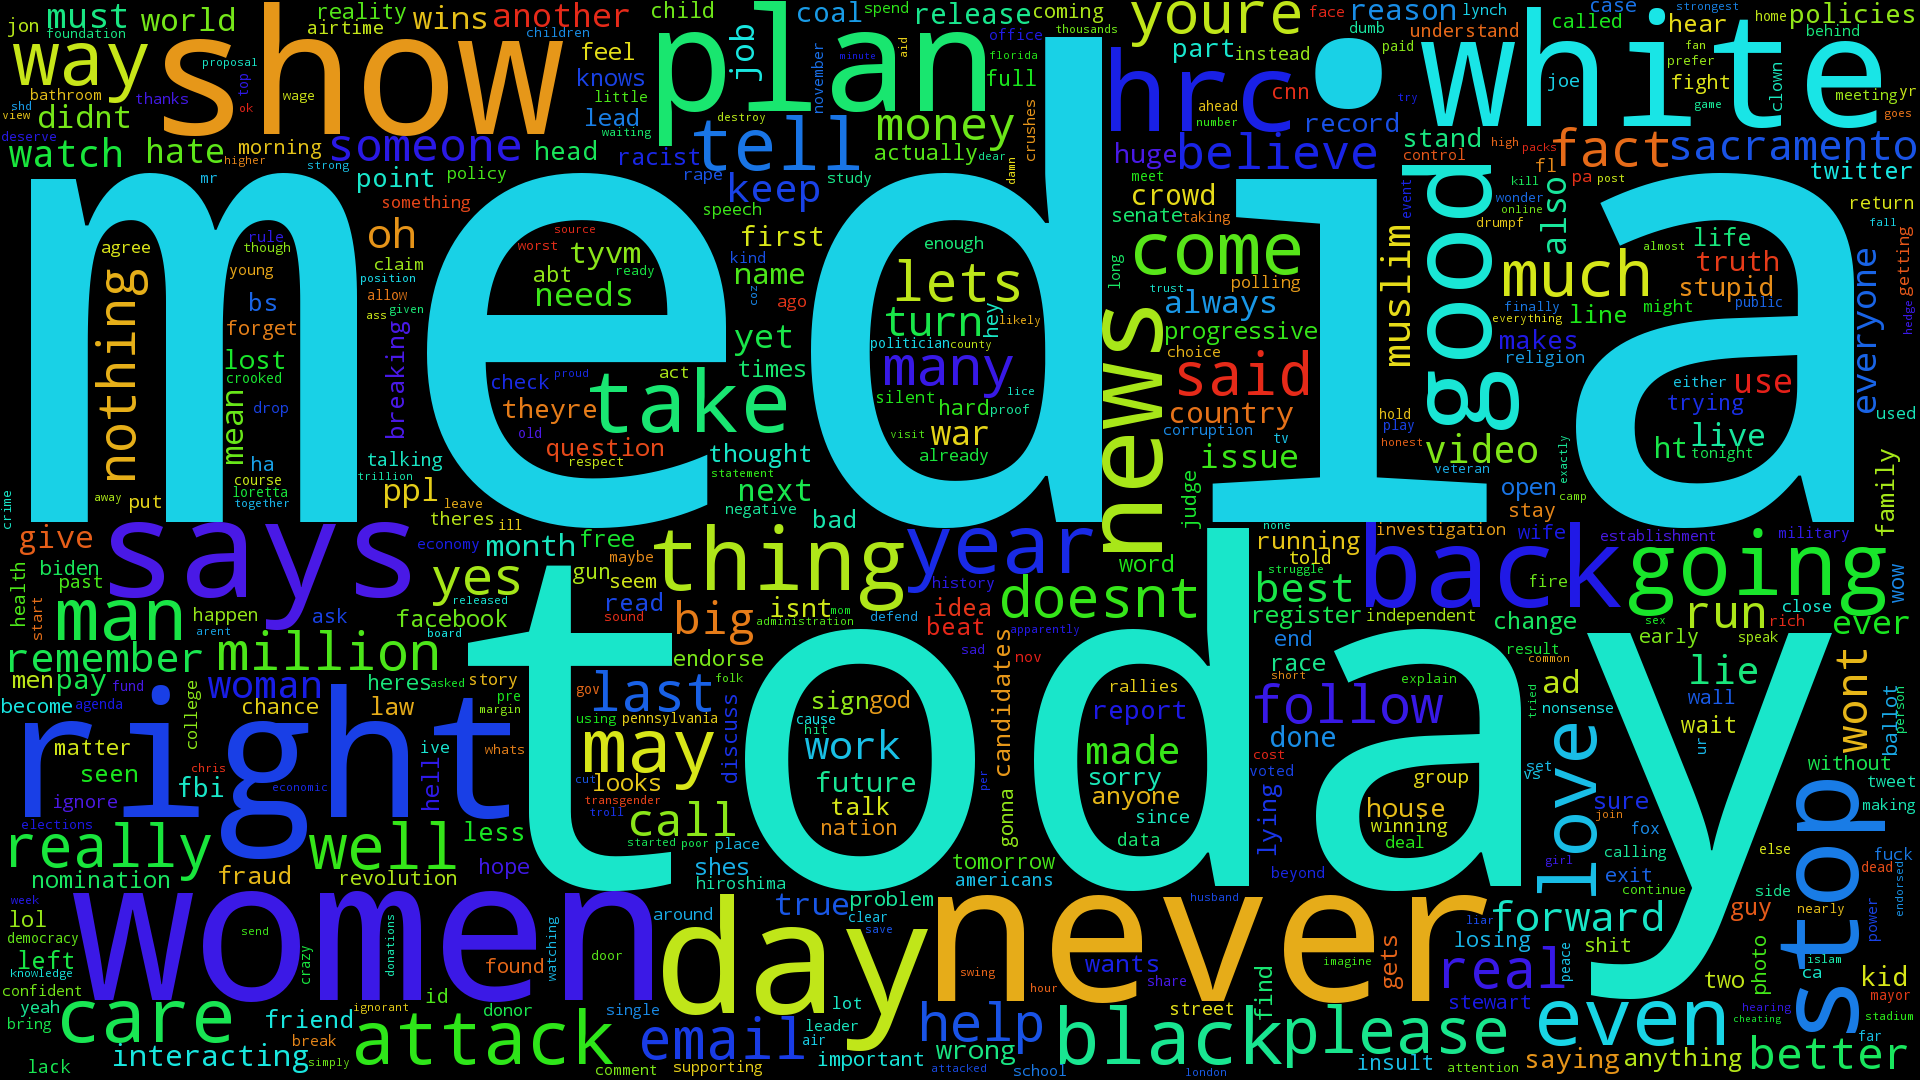 media
today
show
plan
hrc
white
women
never
right
day
says
back
going
thing
year
news
good
stop
way
youre
tell
money
someone
believe
fact
sacramento
come
much
said
take
many
lets
turn
nothing
oh
watch
hate
must
world
reality
airtime
wins
another
child
coal
release
spend
coming
thousands
office
florida
face
reason
lynch
case
strongest
home
policies
behind
called
hear
understand
dumb
paid
jon
foundation
children
feel
job
aid
full
part
instead
joe
fan
prefer
fight
clown
meeting
yr
proposal
bathroom
thanks
top
wage
knows
little
november
minute
cnn
ahead
number
record
try
game
goes
shd
view
didnt
ok
lead
waiting
destroy
crushes
stand
high
packs
deserve
morning
higher
head
racist
actually
dear
huge
control
fl
twitter
mr
strong
point
policy
rape
keep
study
damn
meet
crowd
muslim
event
kill
wonder
online
also
pa
post
return
something
speech
senate
taking
drumpf
fall
agree
rule
though
young
source
worst
tyvm
first
enough
long
life
truth
almost
everyone
getting
claim
abt
ready
kind
name
polling
trust
always
finally
stupid
public
position
allow
given
needs
coz
ago
hey
likely
progressive
everything
line
might
bs
forget
ass
yet
politician
county
choice
makes
religion
hedge
lost
crooked
breaking
check
proud
act
times
silent
lice
country
either
use
trying
used
drop
mean
theyre
old
hard
proof
hold
play
corruption
honest
video
ht
live
tonight
question
respect
thought
war
already
visit
tv
issue
veteran
exactly
ha
talking
trillion
statement
course
loretta
together
ppl
next
judge
open
camp
stay
family
crime
away
put
leave
theres
ill
negative
bad
none
investigation
wife
establishment
military
give
economy
month
free
running
told
biden
past
health
yes
maybe
gun
seem
history
word
struggle
best
fire
wow
start
man
happen
ask
released
read
isnt
mom
idea
doesnt
register
independent
run
close
rich
ever
arent
facebook
board
sound
big
administration
defend
beat
apparently
end
change
sex
speak
early
remember
million
endorse
sad
nov
race
result
common
lie
wont
men
pay
fund
woman
heres
asked
story
folk
last
sign
god
rallies
short
explain
ad
wall
ballot
person
become
agenda
college
chance
law
pre
margin
gov
using
pennsylvania
cause
hit
candidates
report
follow
tried
nonsense
matter
ive
whats
may
discuss
work
made
done
wait
ur
without
seen
chris
economic
hell
fbi
cut
looks
future
per
sorry
cost
voted
group
vs
set
love
sure
tweet
ignore
transgender
troll
talk
gonna
anyone
house
join
making
elections
call
nation
since
lying
winning
fox
really
well
less
started
poor
place
data
deal
calling
else
fuck
nomination
fraud
revolution
hope
shes
hiroshima
tomorrow
americans
beyond
girl
exit
continue
side
dead
endorsed
week
around
true
problem
husband
liar
forward
guy
nearly
power
lol
democracy
send
donations
clear
save
losing
shit
left
knowledge
crazy
found
watching
door
swing
wants
share
imagine
gets
real
peace
two
photo
islam
ca
kid
confident
yeah
bring
care
ignorant
id
donor
single
lot
hour
street
find
stewart
even
hearing
cheating
mayor
stadium
friend
break
attack
email
leader
air
help
black
please
far
lack
interacting
simply
comment
supporting
important
wrong
attacked
school
london
insult
attention
saying
anything
better